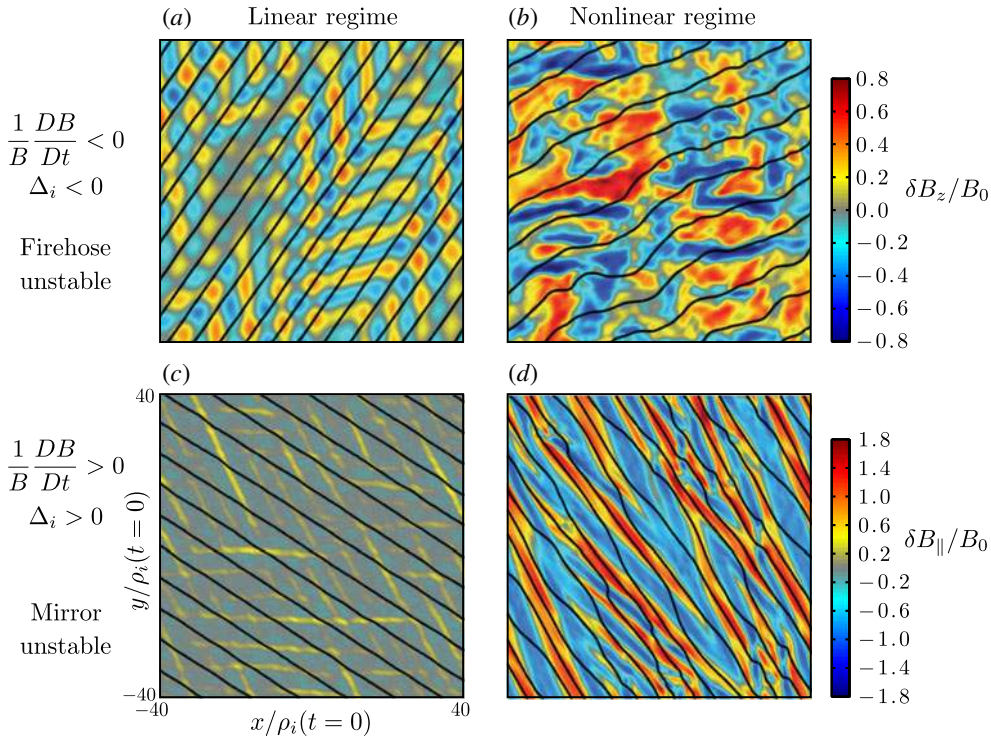 (a) Linear regime
(b) Nonlinear regime
1/B DB/Dt < 0
Δ_i < 0
Firehose
unstable
0.8
0.6
0.4
0.2
0.0
−0.2
−0.4
−0.6
−0.8
δB_z/B_0
(c)
(d)
1/B DB/Dt > 0
Δ_i > 0
Mirror
unstable
40
y/ρ_i(t = 0)
−40
−40
x/ρ_i(t = 0)
40
1.8
1.4
1.0
0.6
0.2
−0.2
−0.6
−1.0
−1.4
−1.8
δB_∥/B_0